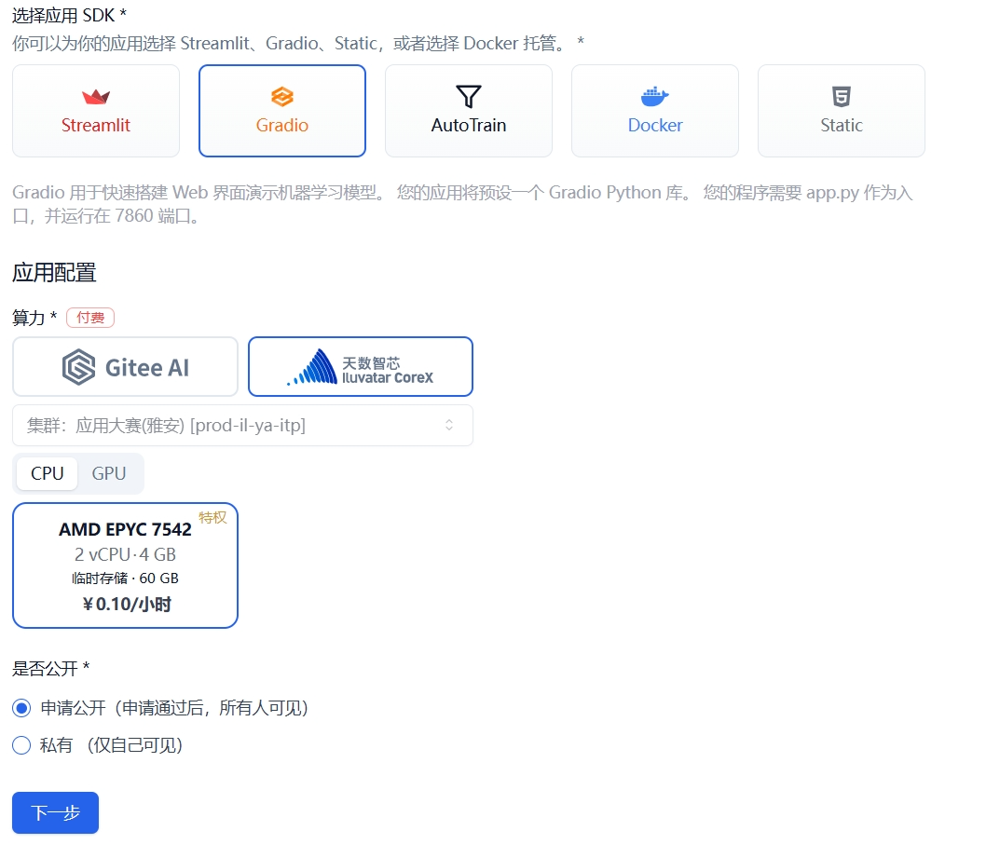 选择应用 SDK *
你可以为你的应用选择 Streamlit、Gradio、Static，或者选择 Docker 托管。 *
Streamlit
Gradio
AutoTrain
Docker
Static
Gradio 用于快速搭建 Web 界面演示机器学习模型。 您的应用将预设一个 Gradio Python 库。 您的程序需要 app.py 作为入
口，并运行在 7860 端口。
应用配置
算力 * 付费
Gitee AI
天数智芯
Iluvatar CoreX
集群：应用大赛(雅安) [prod-il-ya-itp]
CPU GPU
特权
AMD EPYC 7542
2 vCPU·4 GB
临时存储 · 60 GB
¥0.10/小时
是否公开 *
申请公开（申请通过后，所有人可见）
私有 （仅自己可见）
下一步